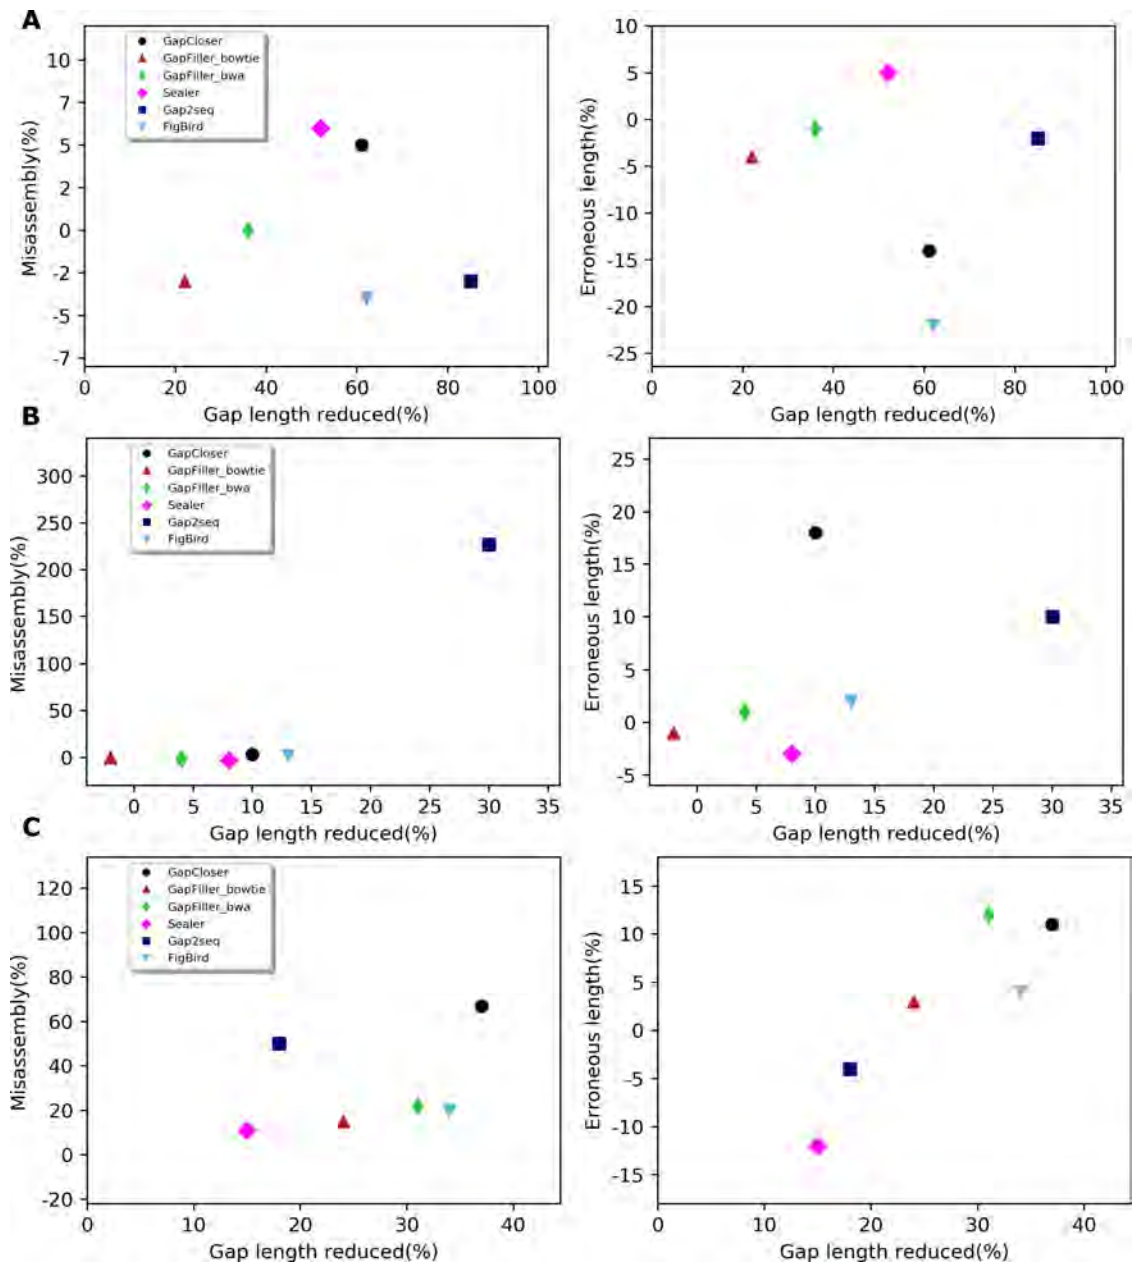 A
GapCloser
GapFiller_bowtie
GapFiller_bwa
Sealer
Gap2seq
FigBird
Misassembly(%)
10
7
5
2
0
-2
-5
-7
0 20 40 60 80 100
Gap length reduced(%)
Erroneous length(%)
10
5
0
-5
-10
-15
-20
-25
0 20 40 60 80 100
Gap length reduced(%)
B
GapCloser
GapFiller_bowtie
GapFiller_bwa
Sealer
Gap2seq
FigBird
Misassembly(%)
300
250
200
150
100
50
0
0 5 10 15 20 25 30 35
Gap length reduced(%)
Erroneous length(%)
25
20
15
10
5
0
-5
0 5 10 15 20 25 30 35
Gap length reduced(%)
C
GapCloser
GapFiller_bowtie
GapFiller_bwa
Sealer
Gap2seq
FigBird
Misassembly(%)
120
100
80
60
40
20
0
-20
0 10 20 30 40
Gap length reduced(%)
Erroneous length(%)
15
10
5
0
-5
-10
-15
0 10 20 30 40
Gap length reduced(%)